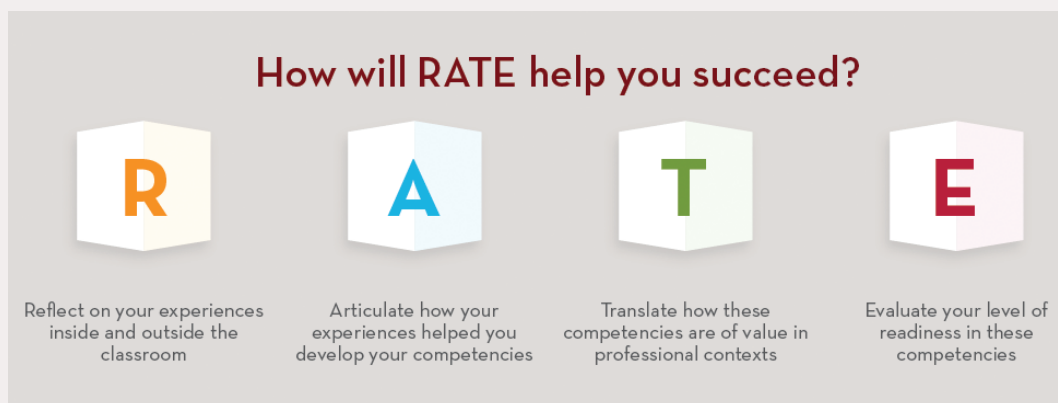 How will RATE help you succeed?
R
A
T
E
Reflect on your experiences
inside and outside the
classroom
Articulate how your
experiences helped you
develop your competencies
Translate how these
competencies are of value in
professional contexts
Evaluate your level of
readiness in these
competencies